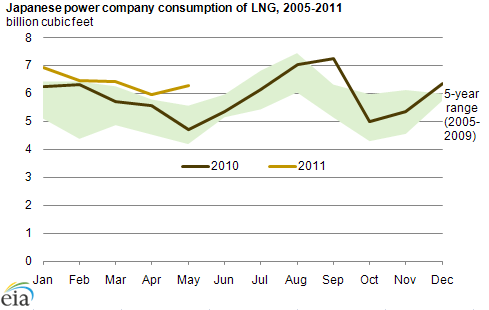 Japanese power company consumption of LNG, 2005-2011
billion cubic feet
8
7
6
5
4
3
2
1
0
5-year
range
(2005-
2009)
2010
2011
Jan Feb Mar Apr May Jun Jul Aug Sep Oct Nov Dec
eia